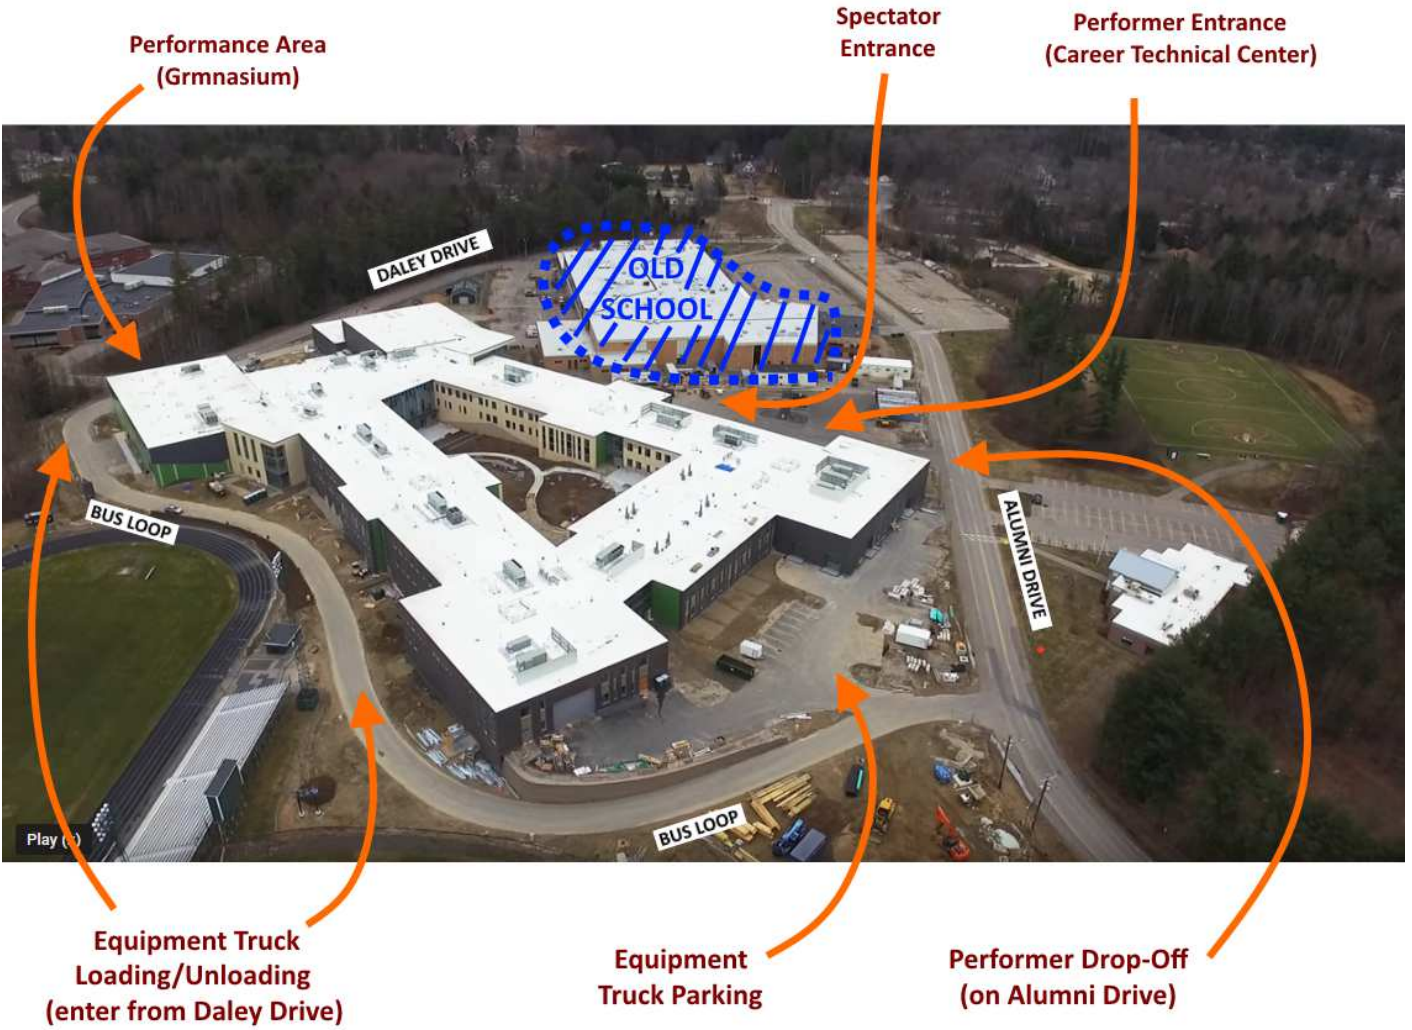 Spectator
Entrance
Performer Entrance
(Career Technical Center)
Performance Area
(Grmnasium)
DALEY DRIVE
OLD
SCHOOL
BUS LOOP
ALUMNI DRIVE
BUS LOOP
Play
Equipment Truck
Loading/Unloading
(enter from Daley Drive)
Equipment
Truck Parking
Performer Drop-Off
(on Alumni Drive)